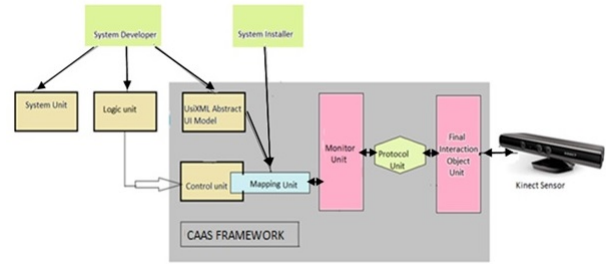 System Developer
System Installer
System Unit
Logic unit
UsiXML Abstract
UI Model
Monitor
Unit
Protocol
Unit
Final
Interaction
Object
Unit
Kinect Sensor
Control unit
Mapping Unit
CAAS FRAMEWORK